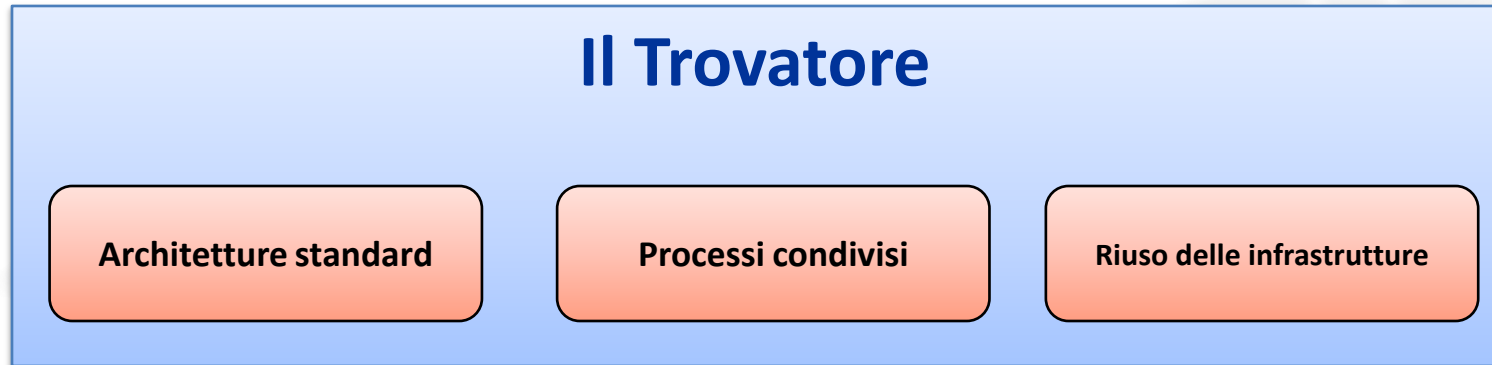 Il Trovatore
Architetture standard
Processi condivisi
Riuso delle infrastrutture